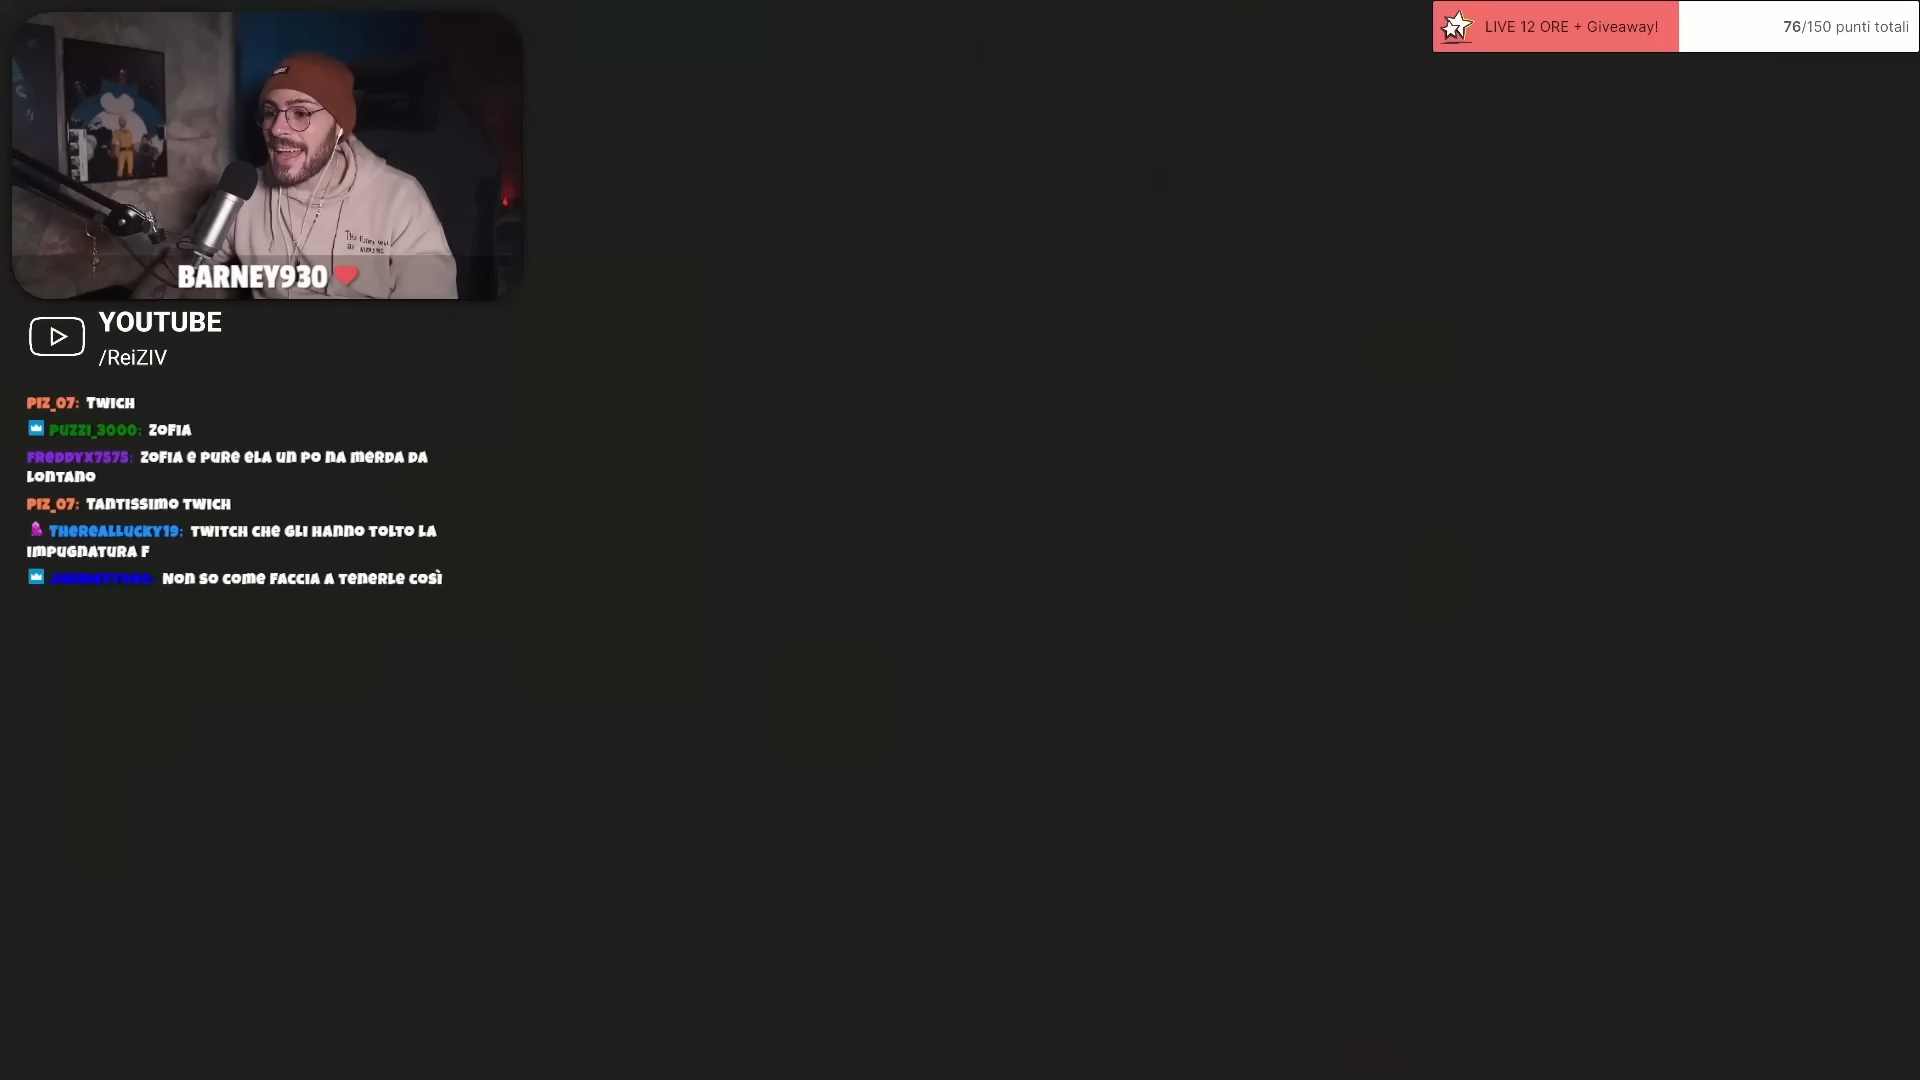 LIVE 12 ORE + Giveaway!
76/150 punti totali
BARNEY930
YOUTUBE
/ReiZIV
PIZ_07: TWICH
PUZZI_3000: ZOFIA
FREDDYX7575: ZOFIA E PURE ELA UN PO NA MERDA DA
LONTANO
PIZ_07: TANTISSIMO TWICH
THEREALLUCKY19: TWITCH CHE GLI HANNO TOLTO LA
IMPUGNATURA F
NON SO COME FACCIA A TENERLE COSÌ